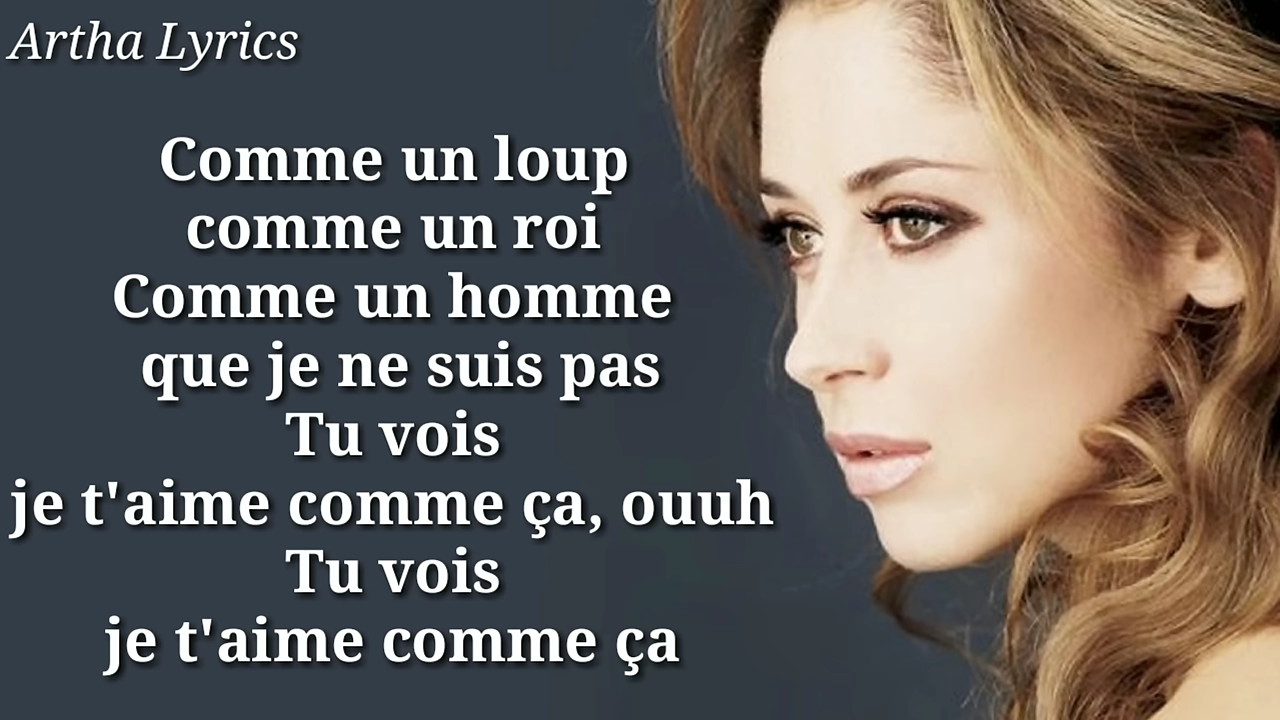 Artha Lyrics
Comme un loup
comme un roi
Comme un homme
que je ne suis pas
Tu vois
je t'aime comme ça, ouuh
Tu vois
je t'aime comme ça